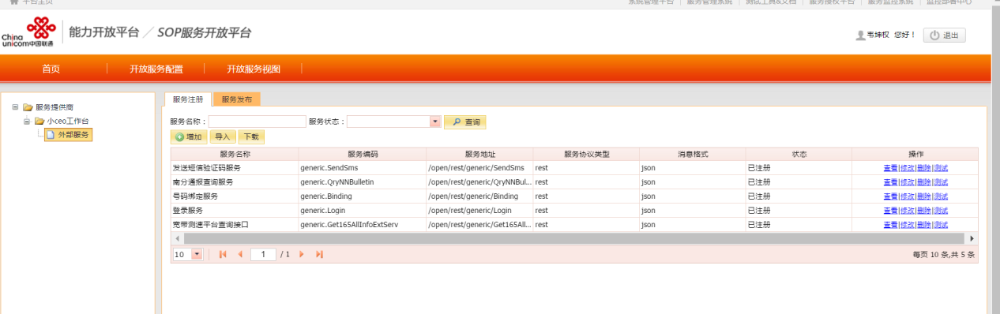 平台主页
系统管理平台 | 服务管理系统 | 测试工具&文档 | 服务授权平台 | 服务监控系统 | 监控部署中心
China unicom中国联通 能力开放平台 / SOP服务开放平台
韦坤权 您好！ 退出
首页 开放服务配置 开放服务视图
服务提供商
小ceo工作台
外部服务
服务注册 服务发布
服务名称： 服务状态： 查询
增加 导入 下载
服务名称 服务编码 服务地址 服务协议类型 消息格式 状态 操作
发送短信验证码服务 generic.SendSms /open/rest/generic/SendSms rest json 已注册 查看|修改|删除|测试
南分通报查询服务 generic.QryNNBulletin /open/rest/generic/QryNNBul... rest json 已注册 查看|修改|删除|测试
号码绑定服务 generic.Binding /open/rest/generic/Binding rest json 已注册 查看|修改|删除|测试
登录服务 generic.Login /open/rest/generic/Login rest json 已注册 查看|修改|删除|测试
宽带测速平台查询接口 generic.Get165AllInfoExtServ /open/rest/generic/Get165All... rest json 已注册 查看|修改|删除|测试
10 1 /1 每页 10 条,共 5 条